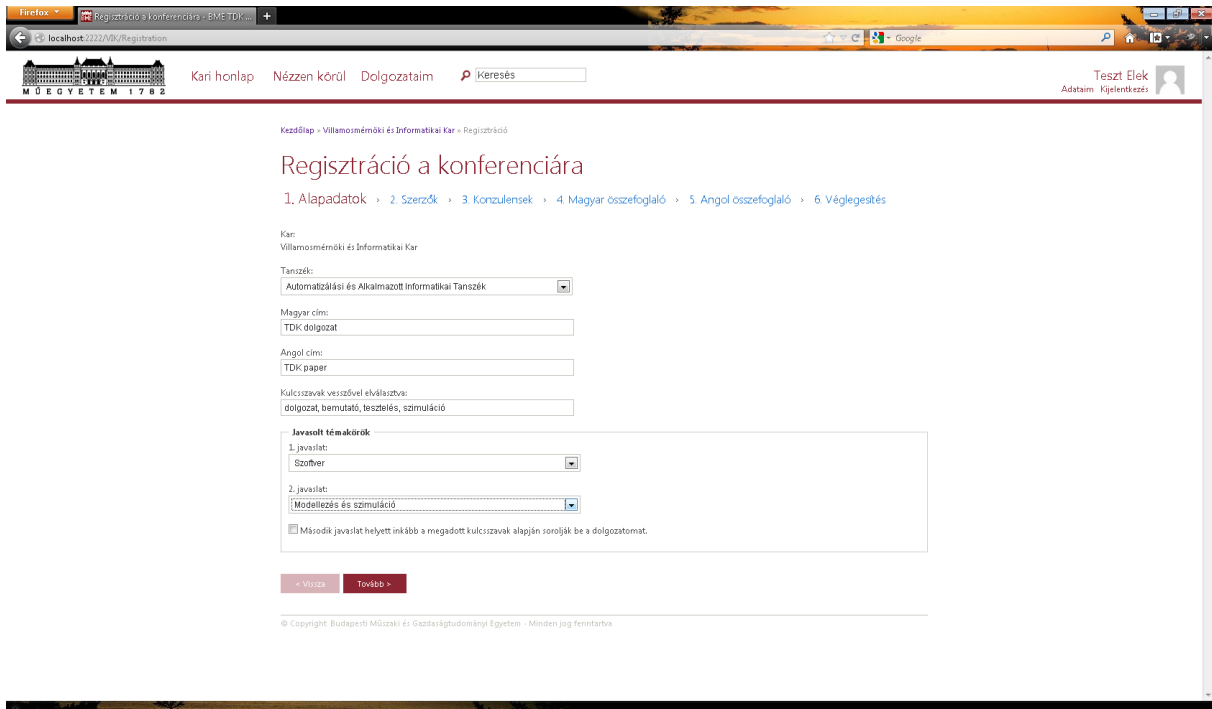 Firefox
Regisztráció a konferenciára - BME TDK ...
localhost:2222/VIK/Registration
Google
MŰEGYETEM 1782
Kari honlap Nézzen körül Dolgozataim Keresés
Teszt Elek
Adataim Kijelentkezés
Kezdőlap » Villamosmérnöki és Informatikai Kar » Regisztráció
Regisztráció a konferenciára
1. Alapadatok › 2. Szerzők › 3. Konzulensek › 4. Magyar összefoglaló › 5. Angol összefoglaló › 6. Véglegesítés
Kar:
Villamosmérnöki és Informatikai Kar
Tanszék:
Automatizálási és Alkalmazott Informatikai Tanszék
Magyar cím:
TDK dolgozat
Angol cím:
TDK paper
Kulcsszavak vesszővel elválasztva:
dolgozat, bemutató, tesztelés, szimuláció
Javasolt témakörök
1. javaslat:
Szoftver
2. javaslat:
Modellezés és szimuláció
Második javaslat helyett inkább a megadott kulcsszavak alapján sorolják be a dolgozatomat.
< Vissza
Tovább >
© Copyright Budapesti Műszaki és Gazdaságtudományi Egyetem - Minden jog fenntartva